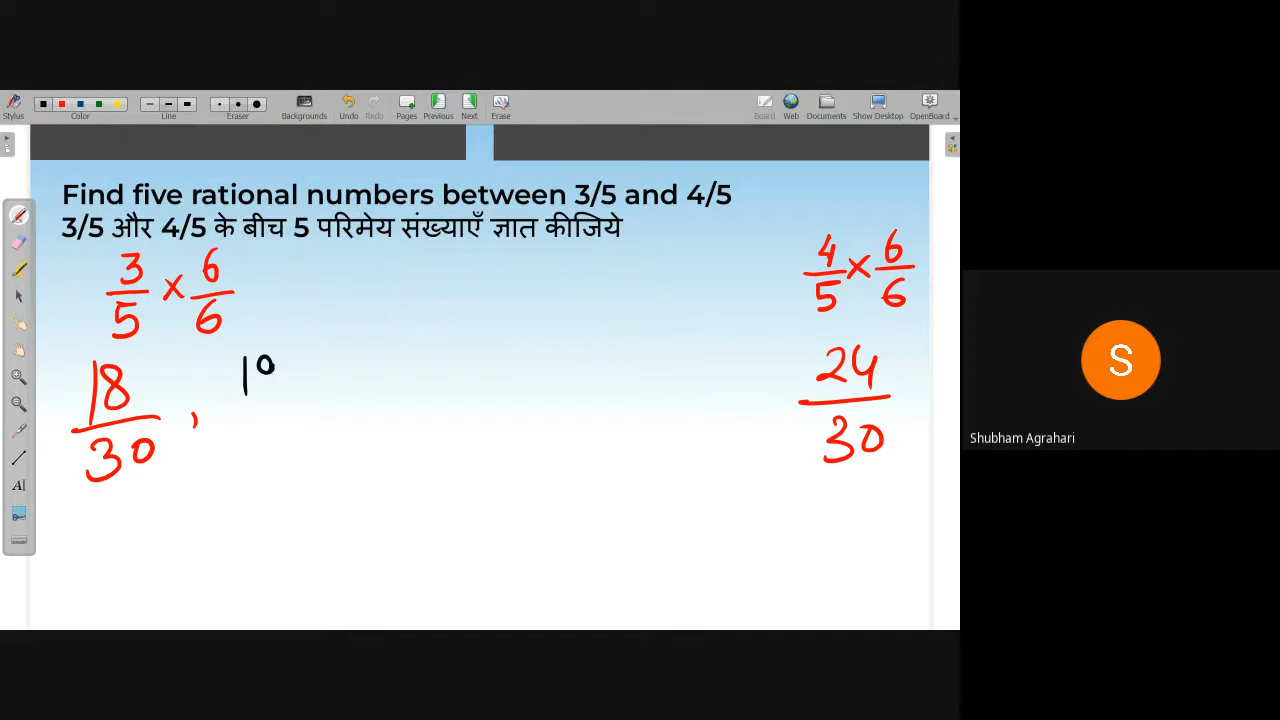 Stylus Color Line Eraser Backgrounds Undo Redo Pages Previous Next Erase Board Web Documents Show Desktop OpenBoard
Find five rational numbers between 3/5 and 4/5
3/5 और 4/5 के बीच 5 परिमेय संख्याएँ ज्ञात कीजिये
3/5 × 6/6
4/5 × 6/6
18/30 ,
24/30
S
Shubham Agrahari